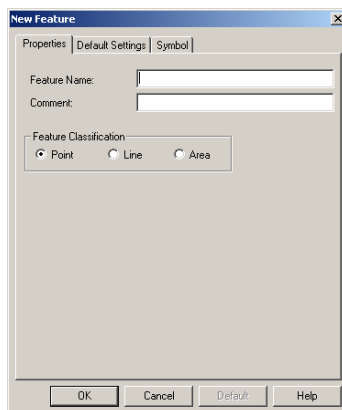 New Feature
Properties Default Settings Symbol
Feature Name:
Comment:
Feature Classification
Point Line Area
OK Cancel Default Help